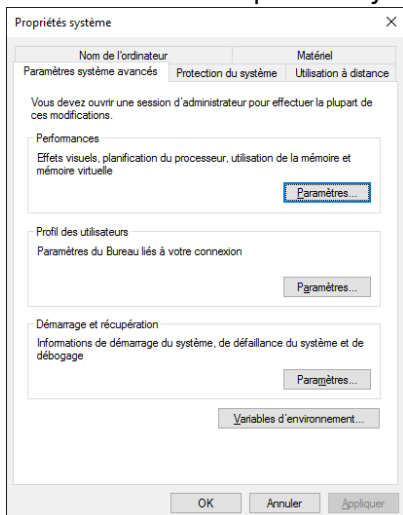 Propriétés système
Nom de l'ordinateur
Matériel
Paramètres système avancés
Protection du système
Utilisation à distance
Vous devez ouvrir une session d'administrateur pour effectuer la plupart de
ces modifications.
Performances
Effets visuels, planification du processeur, utilisation de la mémoire et
mémoire virtuelle
Paramètres...
Profil des utilisateurs
Paramètres du Bureau liés à votre connexion
Paramètres...
Démarrage et récupération
Informations de démarrage du système, de défaillance du système et de
débogage
Paramètres...
Variables d'environnement...
OK
Annuler
Appliquer